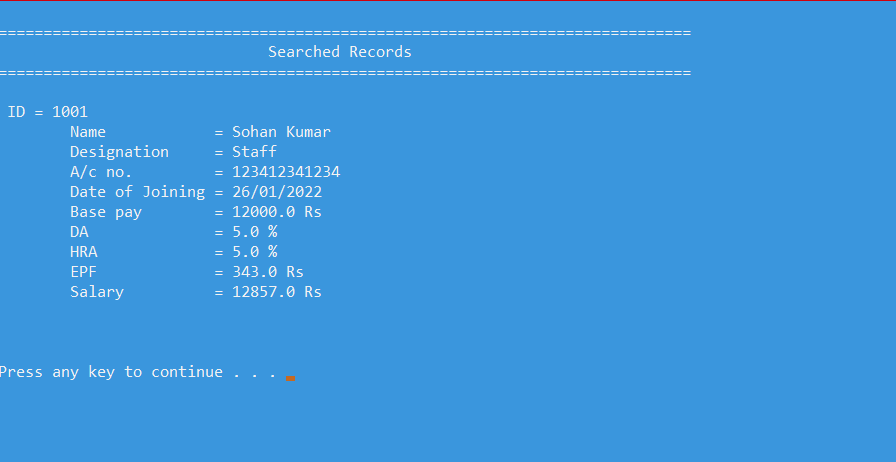 =============================================================================
Searched Records
=============================================================================
ID = 1001
Name = Sohan Kumar
Designation = Staff
A/c no. = 123412341234
Date of Joining = 26/01/2022
Base pay = 12000.0 Rs
DA = 5.0 %
HRA = 5.0 %
EPF = 343.0 Rs
Salary = 12857.0 Rs
Press any key to continue . . .